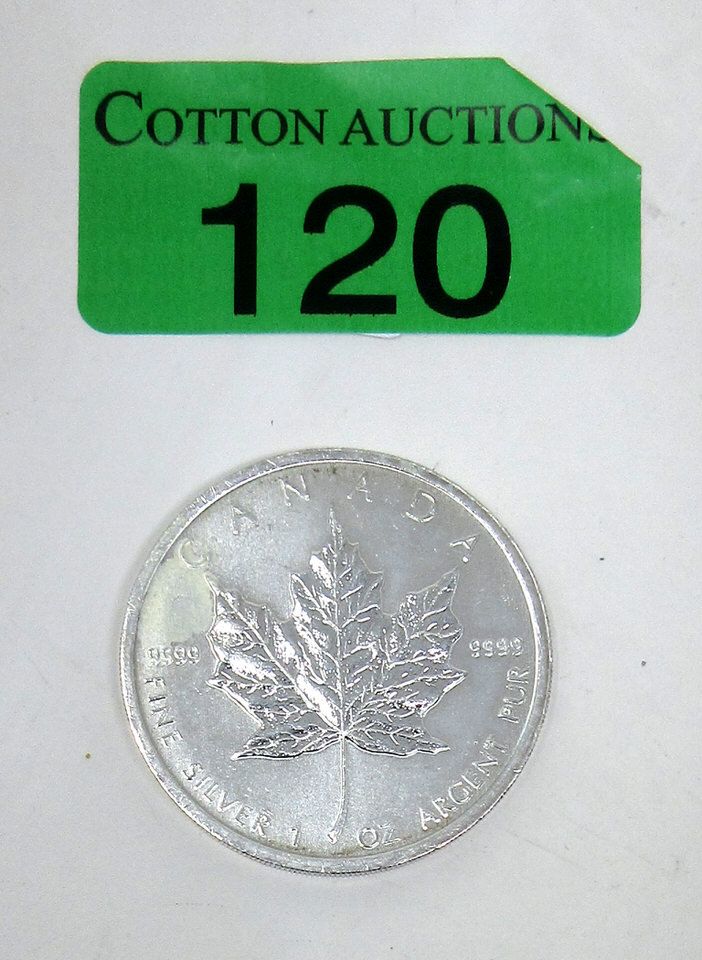 COTTON AUCTIONS
120
CANADA
9999 9999
FINE SILVER 1 OZ ARGENT PUR